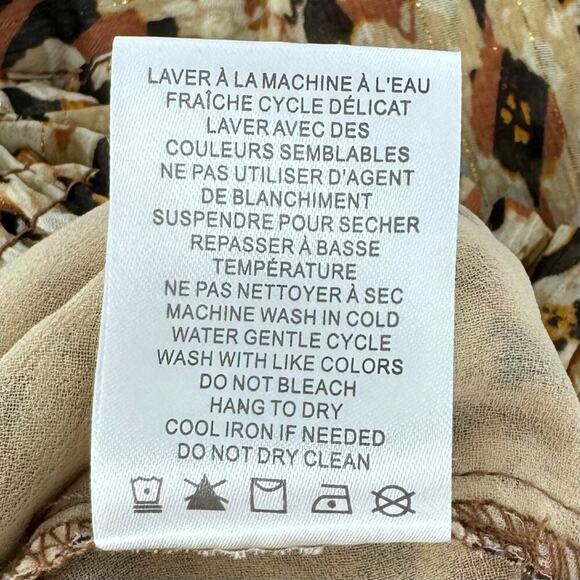 LAVER À LA MACHINE À L'EAU
FRAÎCHE CYCLE DÉLICAT
LAVER AVEC DES
COULEURS SEMBLABLES
NE PAS UTILISER D'AGENT
DE BLANCHIMENT
SUSPENDRE POUR SECHER
REPASSER À BASSE
TEMPÉRATURE
NE PAS NETTOYER À SEC
MACHINE WASH IN COLD
WATER GENTLE CYCLE
WASH WITH LIKE COLORS
DO NOT BLEACH
HANG TO DRY
COOL IRON IF NEEDED
DO NOT DRY CLEAN